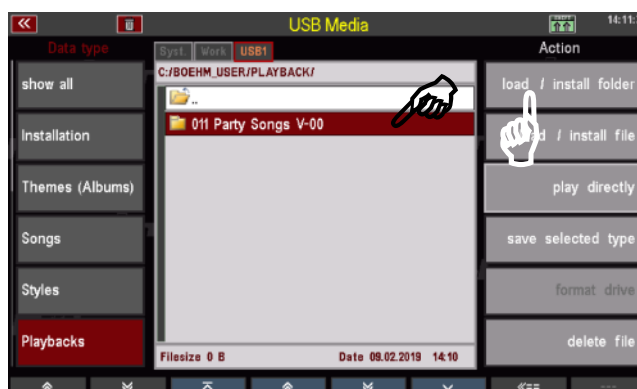 USB Media
14:11:
Data type
Syst. Work USB1
Action
show all
C:/BOEHM_USER/PLAYBACK/
..
load / install folder
011 Party Songs V-00
Installation
/ install file
Themes (Albums)
play directly
Songs
save selected type
Styles
format drive
Playbacks
delete file
Filesize 0 B
Date 09.02.2019 14:10